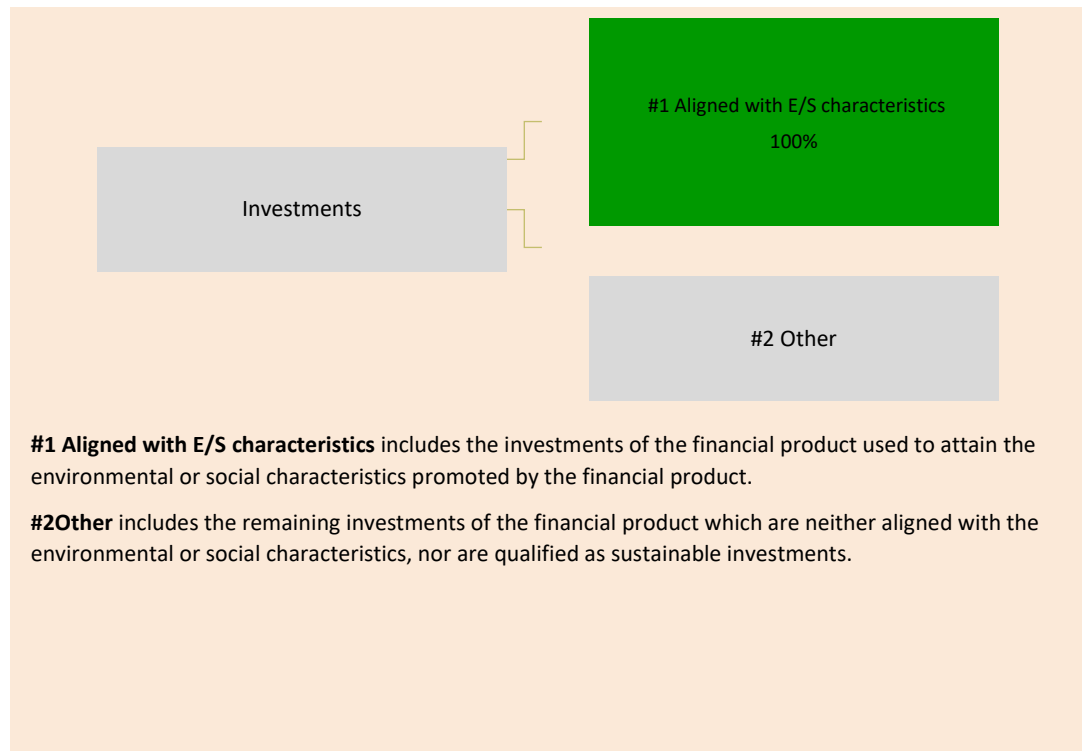 #1 Aligned with E/S characteristics
100%
Investments
#2 Other
#1 Aligned with E/S characteristics includes the investments of the financial product used to attain the
environmental or social characteristics promoted by the financial product.
#2Other includes the remaining investments of the financial product which are neither aligned with the
environmental or social characteristics, nor are qualified as sustainable investments.